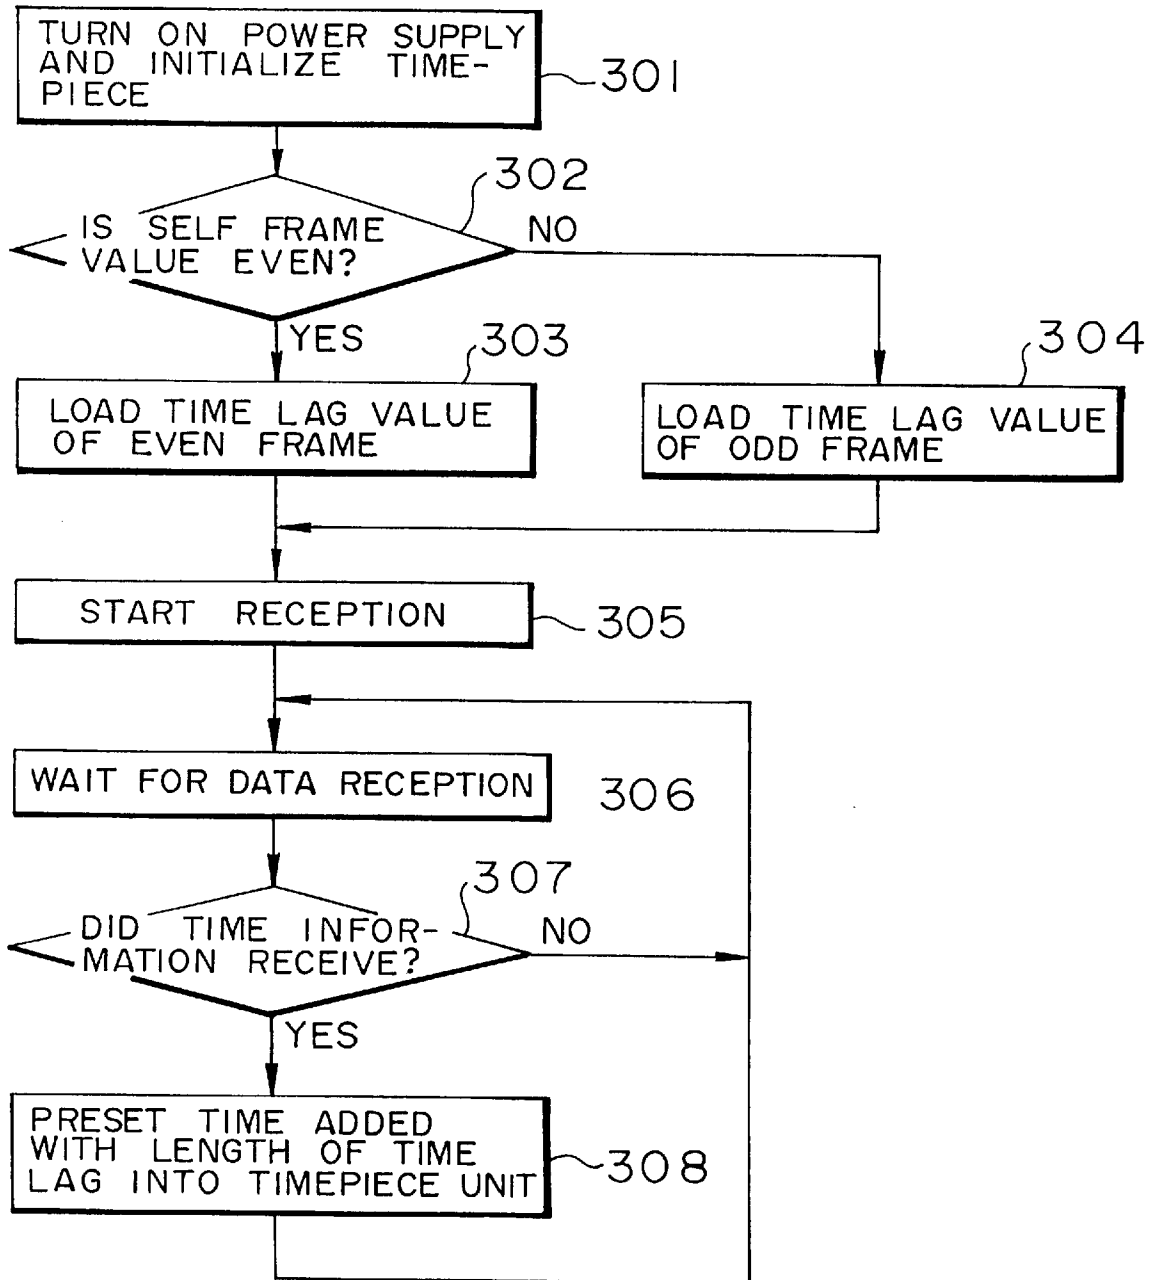 TURN ON POWER SUPPLY
AND INITIALIZE TIME-
PIECE
301
302
IS SELF FRAME
VALUE EVEN?
NO
YES
303
304
LOAD TIME LAG VALUE
OF EVEN FRAME
LOAD TIME LAG VALUE
OF ODD FRAME
START RECEPTION
305
WAIT FOR DATA RECEPTION
306
307
DID TIME INFOR-
MATION RECEIVE?
NO
YES
PRESET TIME ADDED
WITH LENGTH OF TIME
LAG INTO TIMEPIECE UNIT
308